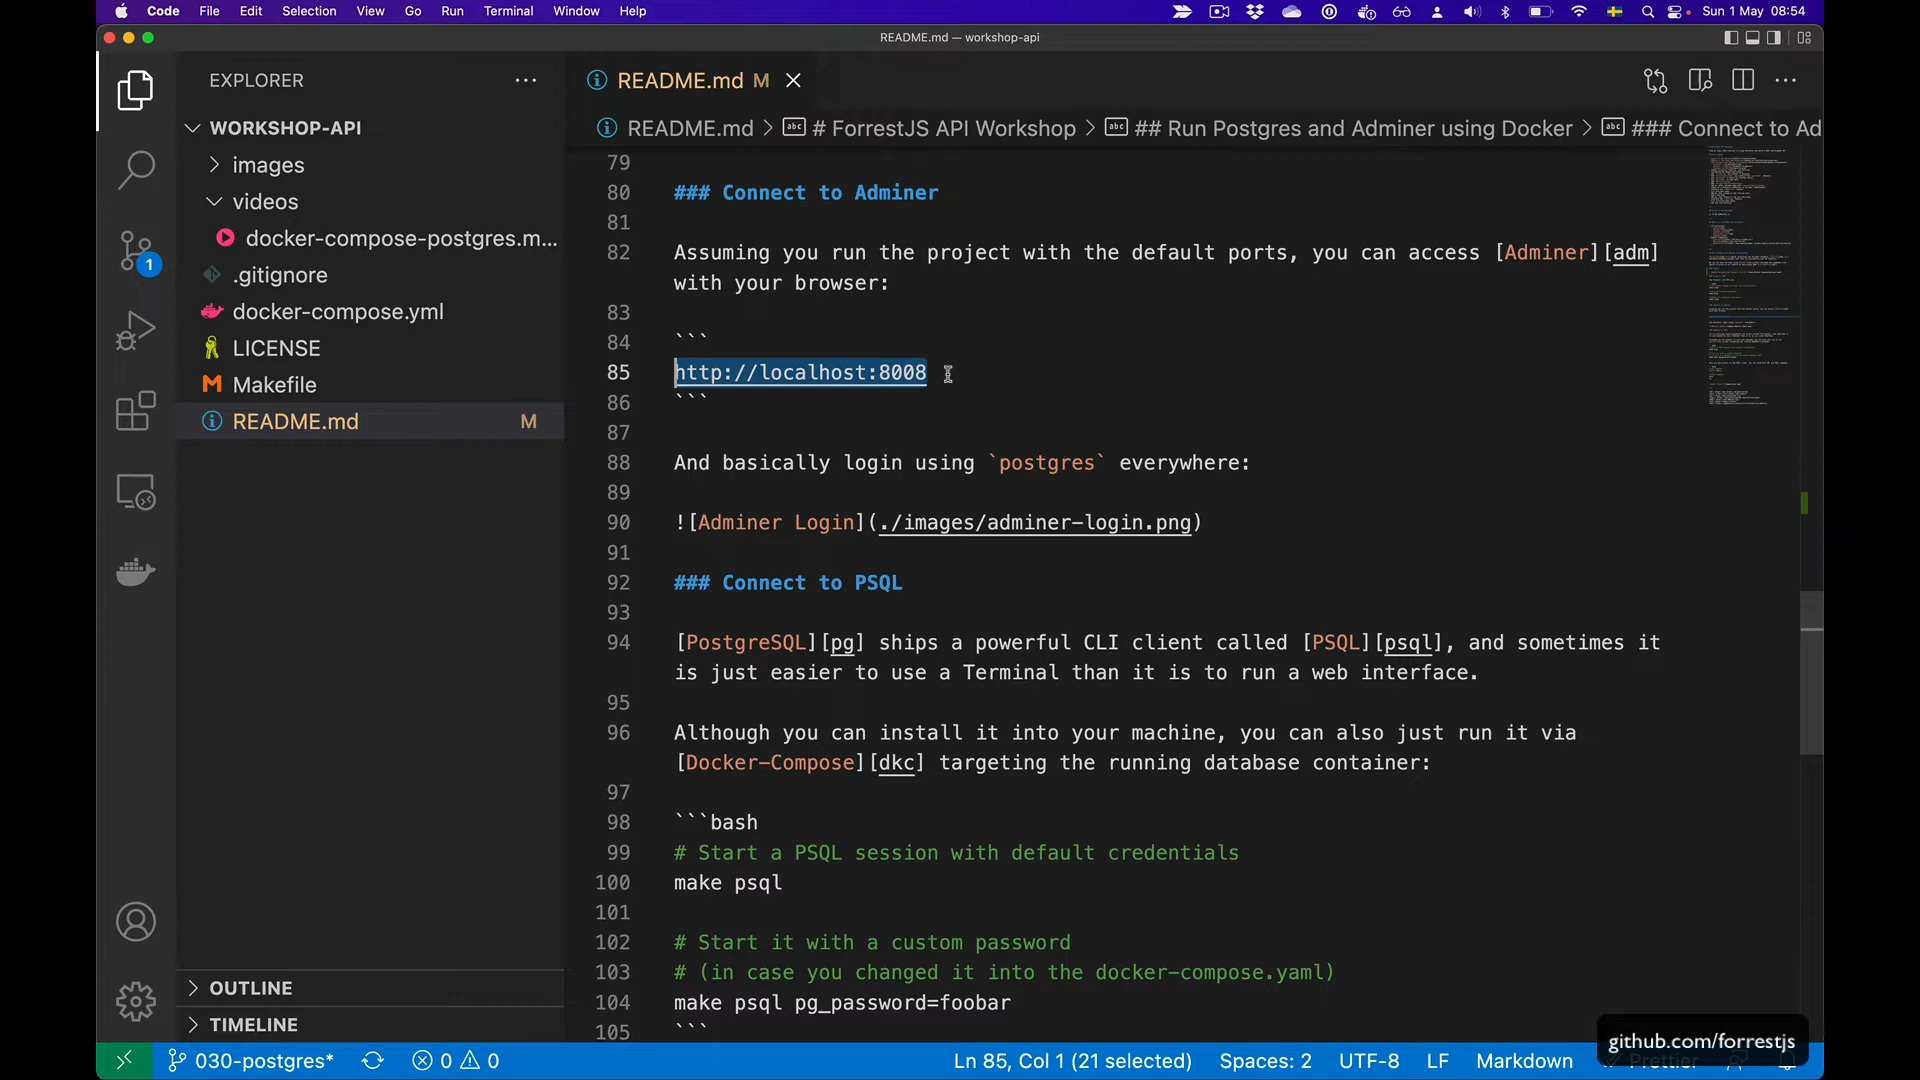 Code File Edit Selection View Go Run Terminal Window Help Sun 1 May 08:54
README.md — workshop-api
EXPLORER
README.md M
WORKSHOP-API
README.md # ForrestJS API Workshop ## Run Postgres and Adminer using Docker ### Connect to Ad
images
videos
docker-compose-postgres.m...
.gitignore
docker-compose.yml
LICENSE
Makefile
README.md M
1
79
80 ### Connect to Adminer
81
82 Assuming you run the project with the default ports, you can access [Adminer][adm]
with your browser:
83
84 ```
85 http://localhost:8008
86 ```
87
88 And basically login using `postgres` everywhere:
89
90 ![Adminer Login](./images/adminer-login.png)
91
92 ### Connect to PSQL
93
94 [PostgreSQL][pg] ships a powerful CLI client called [PSQL][psql], and sometimes it
is just easier to use a Terminal than it is to run a web interface.
95
96 Although you can install it into your machine, you can also just run it via
[Docker-Compose][dkc] targeting the running database container:
97
98 ```bash
99 # Start a PSQL session with default credentials
100 make psql
101
102 # Start it with a custom password
103 # (in case you changed it into the docker-compose.yaml)
104 make psql pg_password=foobar
105 ```
OUTLINE
TIMELINE
github.com/forrestjs
030-postgres* 0 0 Ln 85, Col 1 (21 selected) Spaces: 2 UTF-8 LF Markdown Prettier